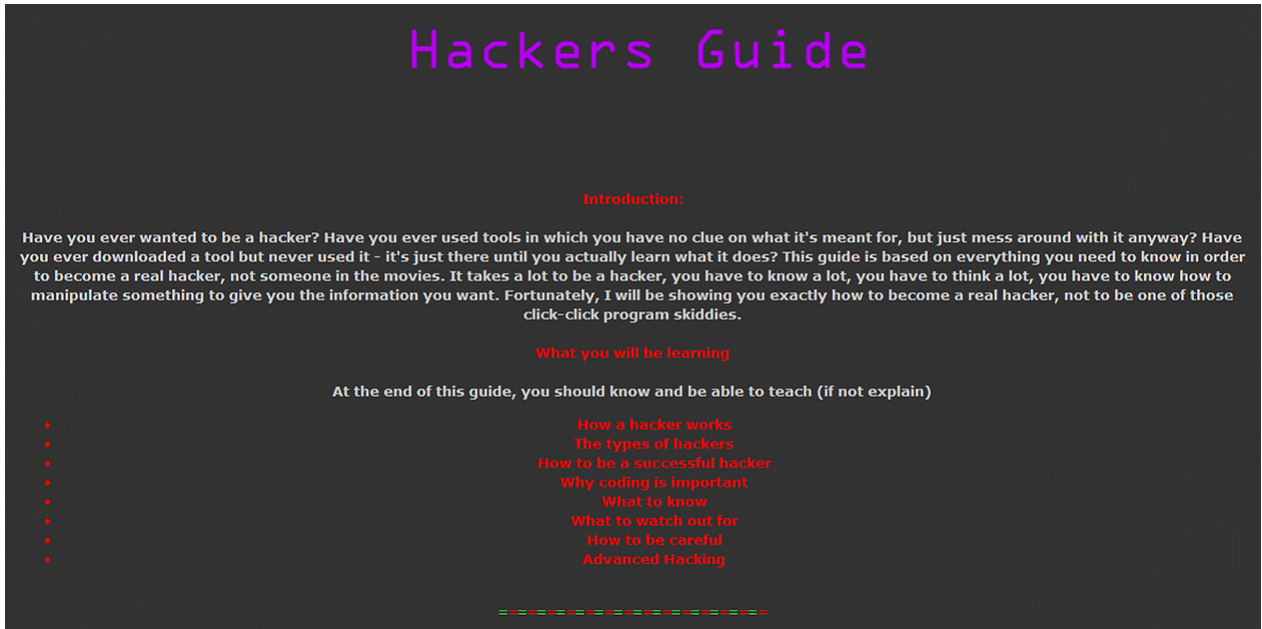 Hackers Guide
Introduction:
Have you ever wanted to be a hacker? Have you ever used tools in which you have no clue on what it's meant for, but just mess around with it anyway? Have
you ever downloaded a tool but never used it - it's just there until you actually learn what it does? This guide is based on everything you need to know in order
to become a real hacker, not someone in the movies. It takes a lot to be a hacker, you have to know a lot, you have to think a lot, you have to know how to
manipulate something to give you the information you want. Fortunately, I will be showing you exactly how to become a real hacker, not to be one of those
click-click program skiddies.
What you will be learning
At the end of this guide, you should know and be able to teach (if not explain)
• How a hacker works
• The types of hackers
• How to be a successful hacker
• Why coding is important
• What to know
• What to watch out for
• How to be careful
• Advanced Hacking
============================